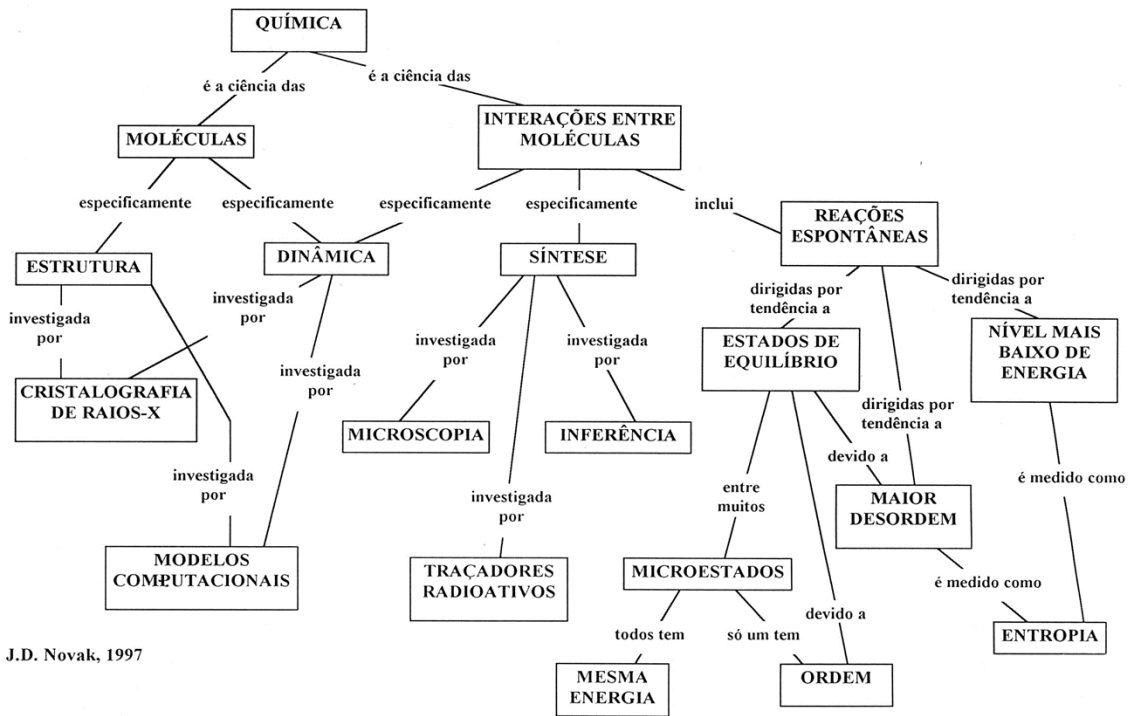 QUÍMICA
é a ciência das
é a ciência das
MOLÉCULAS
INTERAÇÕES ENTRE
MOLÉCULAS
especificamente
especificamente
especificamente
especificamente
inclui
REAÇÕES
ESPONTÂNEAS
ESTRUTURA
DINÂMICA
SÍNTESE
investigada
por
investigada
por
dirigidas por
tendência a
dirigidas por
tendência a
investigada
por
investigada
por
investigada
por
ESTADOS DE
EQUILÍBRIO
NÍVEL MAIS
BAIXO DE
ENERGIA
CRISTALOGRAFIA
DE RAIOS-X
MICROSCOPIA
INFERÊNCIA
dirigidas por
tendência a
devido a
investigada
por
investigada
por
entre
muitos
é medido como
MAIOR
DESORDEM
MODELOS
COMPUTACIONAIS
TRAÇADORES
RADIOATIVOS
MICROESTADOS
é medido como
devido a
todos tem
só um tem
ENTROPIA
J.D. Novak, 1997
MESMA
ENERGIA
ORDEM